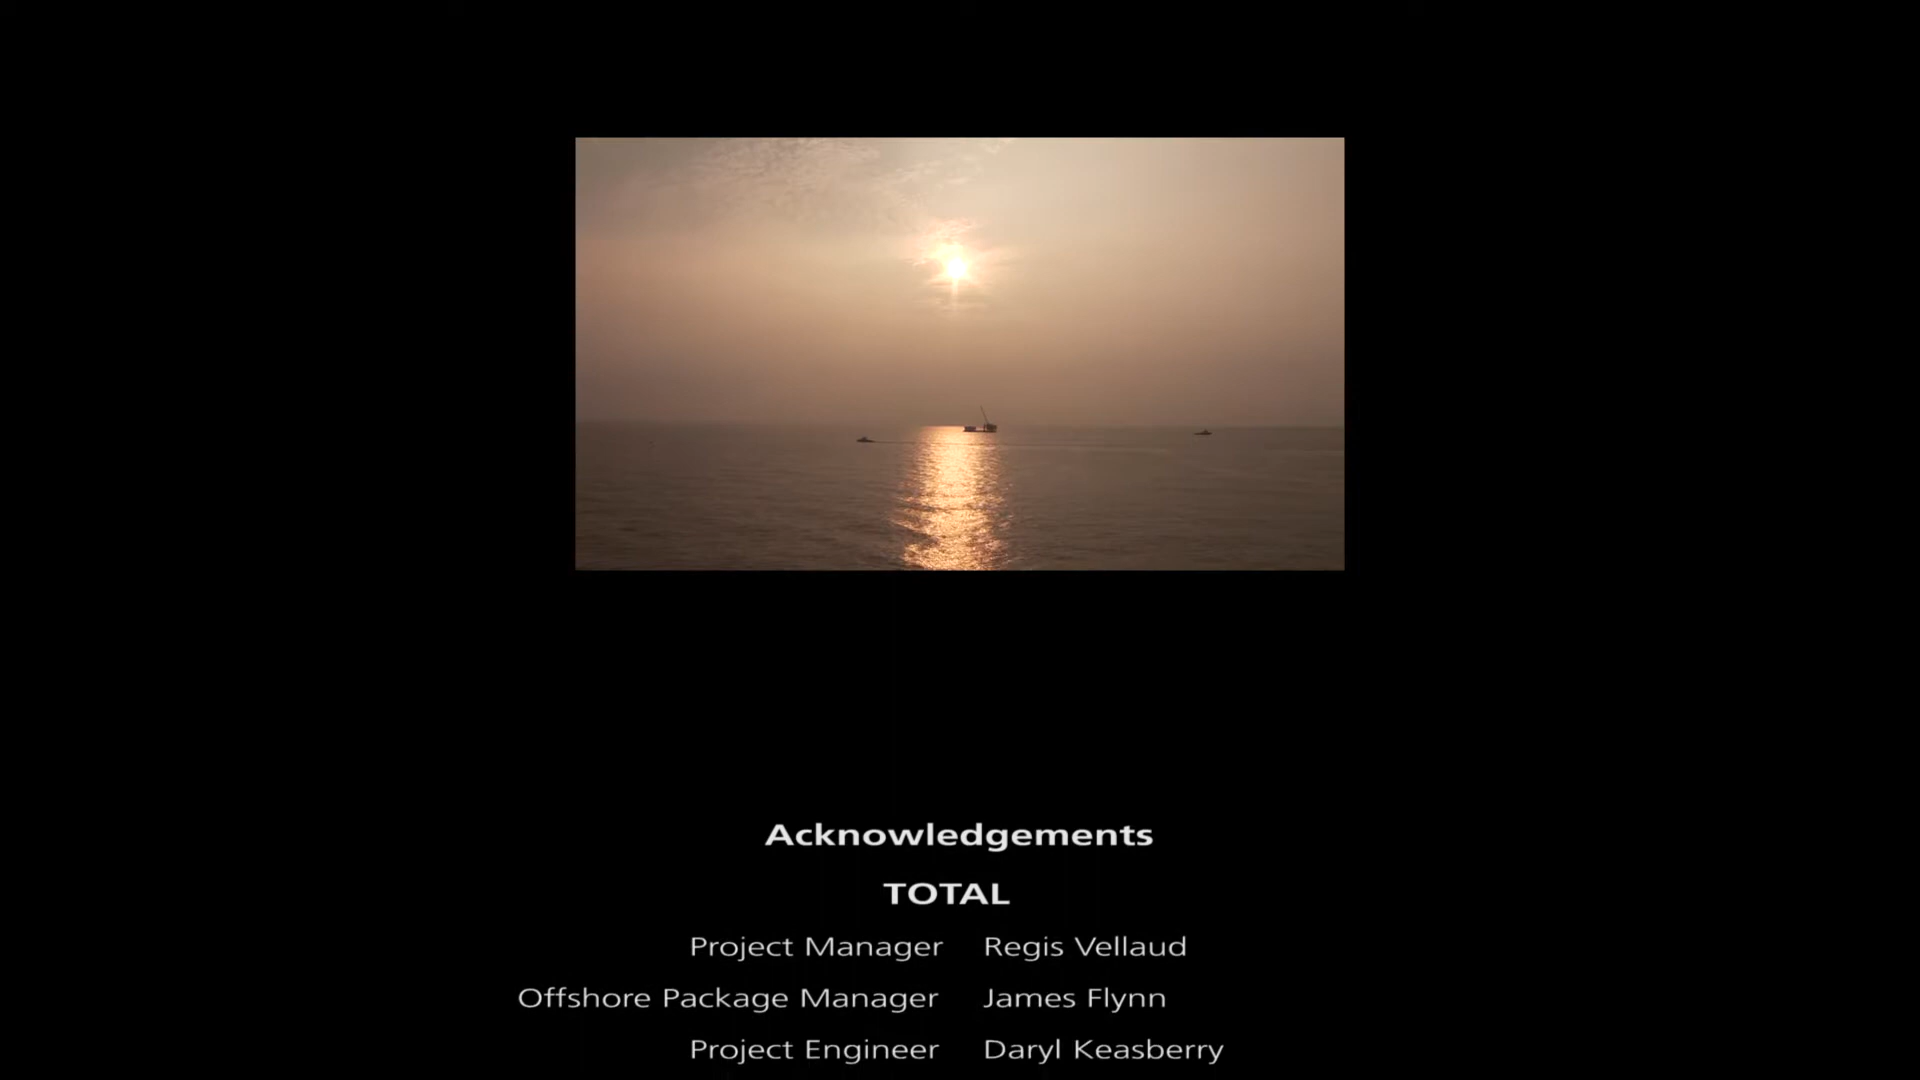 Acknowledgements
TOTAL
Project Manager Regis Vellaud
Offshore Package Manager James Flynn
Project Engineer Daryl Keasberry